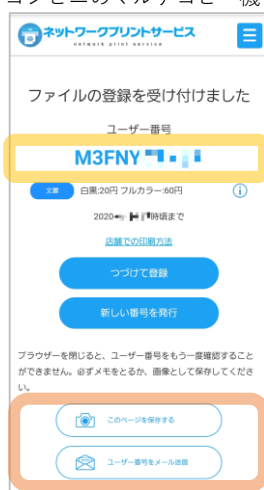 ネットワークプリントサービス
network print service
ファイルの登録を受け付けました
ユーザー番号
M3FNY
文書 白黒:20円 フルカラー:60円
2020 時頃まで
店舗での印刷方法
つづけて登録
新しい番号を発行
ブラウザーを閉じると、ユーザー番号をもう一度確認すること
ができません。必ずメモをとるか、画像として保存してくださ
い。
このページを保存する
ユーザー番号をメール送信